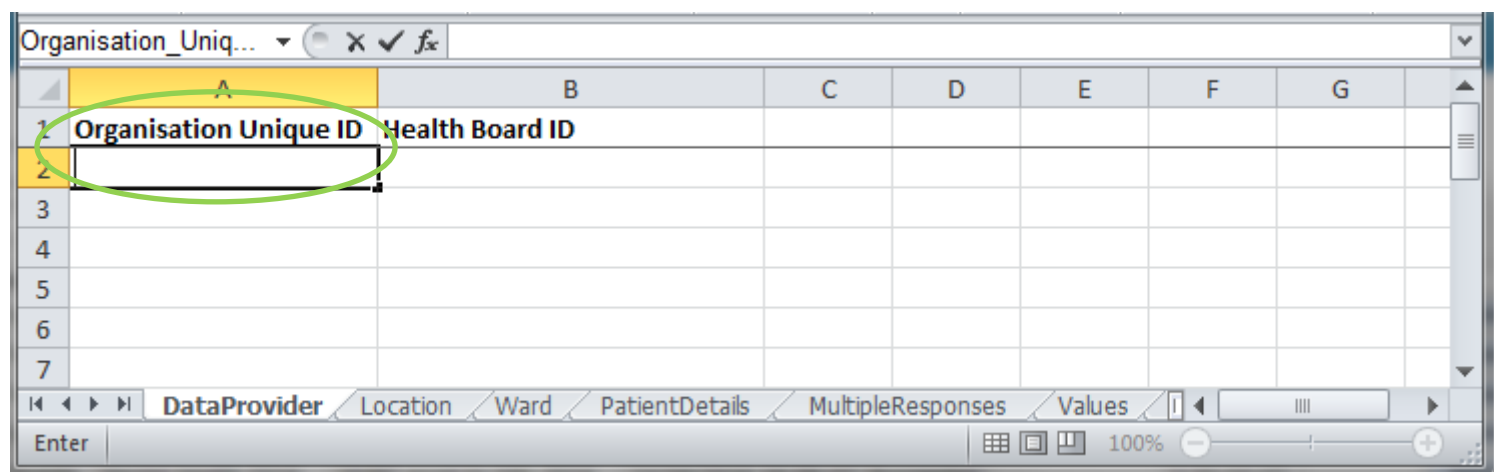 Organisation_Uniq... fx
A B C D E F G
1 Organisation Unique ID Health Board ID
2
3
4
5
6
7
DataProvider Location Ward PatientDetails MultipleResponses Values
Enter 100%